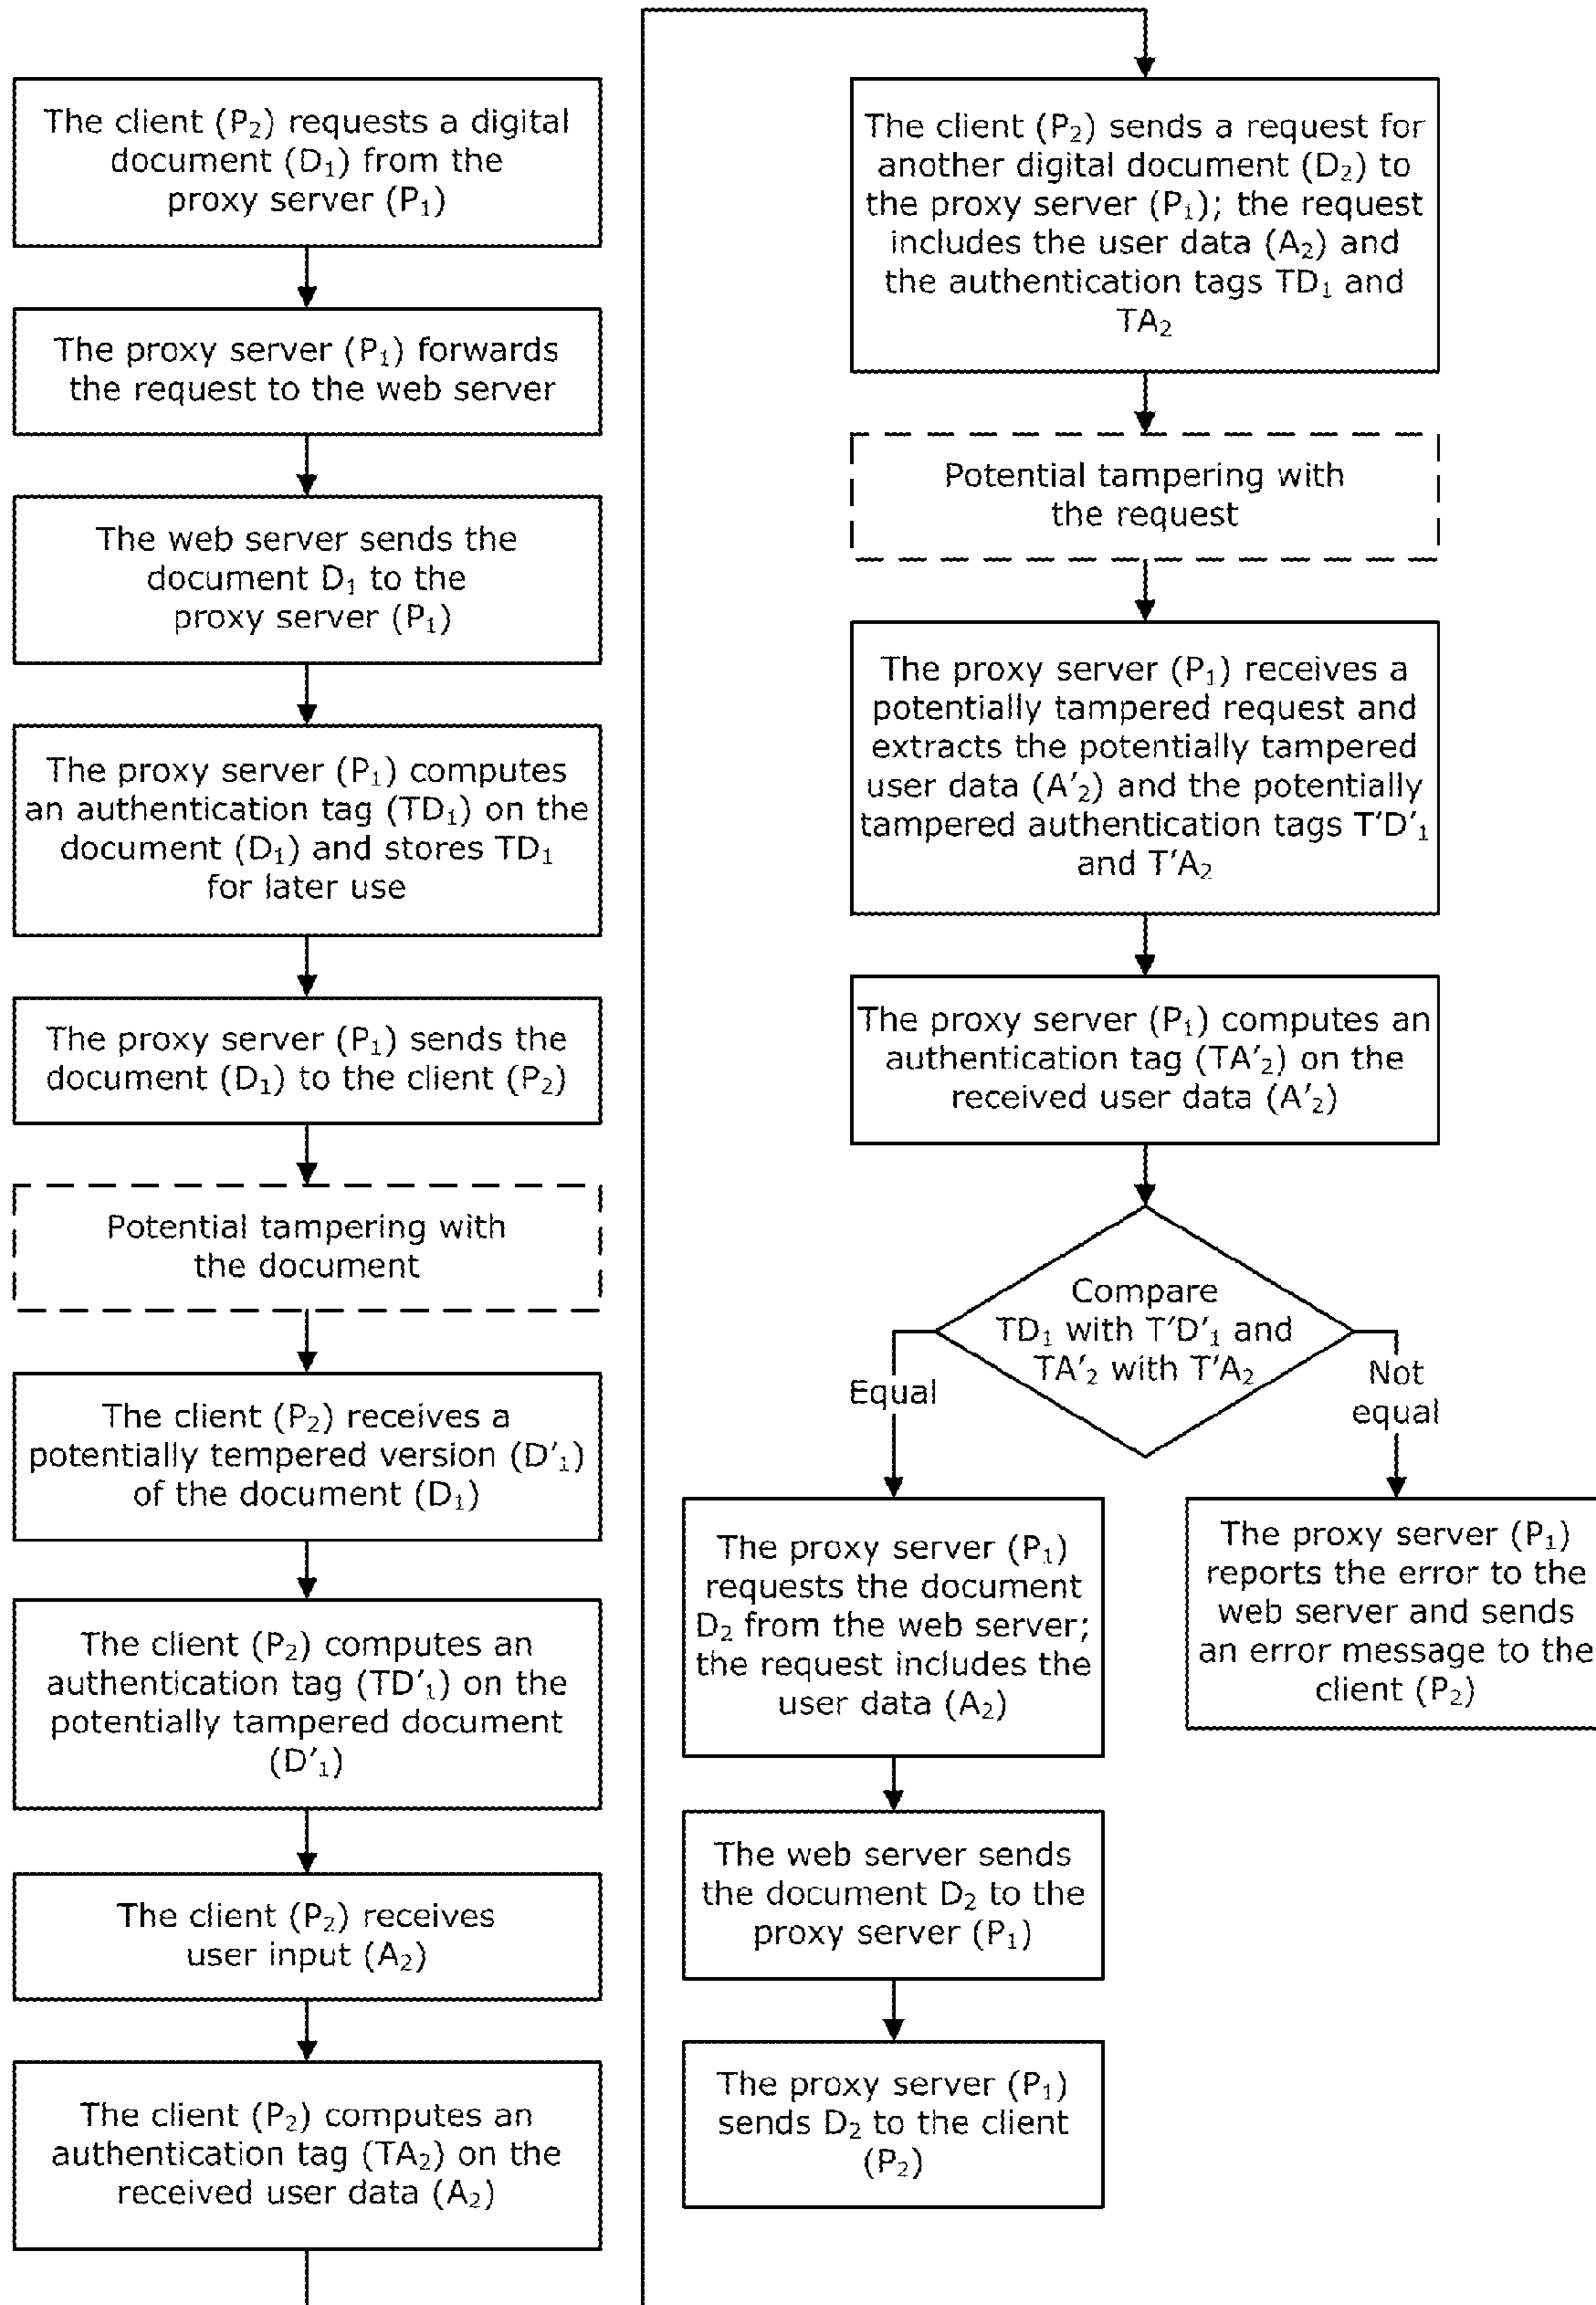 The client (P₂) requests a digital
document (D₁) from the
proxy server (P₁)
The proxy server (P₁) forwards
the request to the web server
The web server sends the
document D₁ to the
proxy server (P₁)
The proxy server (P₁) computes
an authentication tag (TD₁) on the
document (D₁) and stores TD₁
for later use
The proxy server (P₁) sends the
document (D₁) to the client (P₂)
Potential tampering with
the document
The client (P₂) receives a
potentially tempered version (D′₁)
of the document (D₁)
The client (P₂) computes an
authentication tag (TD′₁) on the
potentially tampered document
(D′₁)
The client (P₂) receives
user input (A₂)
The client (P₂) computes an
authentication tag (TA₂) on the
received user data (A₂)
The client (P₂) sends a request for
another digital document (D₂) to
the proxy server (P₁); the request
includes the user data (A₂) and
the authentication tags TD₁ and
TA₂
Potential tampering with
the request
The proxy server (P₁) receives a
potentially tampered request and
extracts the potentially tampered
user data (A′₂) and the potentially
tampered authentication tags T′D′₁
and T′A₂
The proxy server (P₁) computes an
authentication tag (TA′₂) on the
received user data (A′₂)
Compare
TD₁ with T′D′₁ and
TA′₂ with T′A₂
Equal
Not
equal
The proxy server (P₁)
requests the document
D₂ from the web server;
the request includes the
user data (A₂)
The proxy server (P₁)
reports the error to the
web server and sends
an error message to the
client (P₂)
The web server sends
the document D₂ to the
proxy server (P₁)
The proxy server (P₁)
sends D₂ to the client
(P₂)